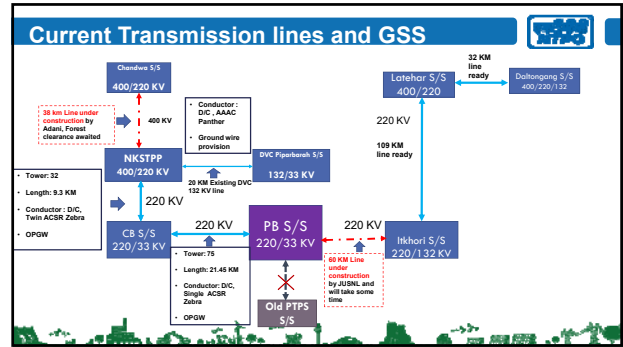 Current Transmission lines and GSS
NTPC
Chandwa S/S
400/220 KV
38 km Line under
construction by
Adani, Forest
clearance awaited
400 KV
• Conductor :
D/C , AAAC
Panther
• Ground wire
provision
NKSTPP
400/220 KV
DVC Piparbarah S/S
132/33 KV
20 KM Existing DVC
132 KV line
• Tower: 32
• Length: 9.3 KM
• Conductor : D/C,
Twin ACSR Zebra
• OPGW
220 KV
CB S/S
220/33 KV
220 KV
• Tower: 75
• Length: 21.45 KM
• Conductor: D/C,
Single ACSR
Zebra
• OPGW
PB S/S
220/33 KV
Old PTPS
S/S
220 KV
60 KM Line
under
construction
by JUSNL and
will take some
time
Itkhori S/S
220/132 KV
220 KV
109 KM
line ready
Latehar S/S
400/220
32 KM
line
ready
Daltongang S/S
400/220/132